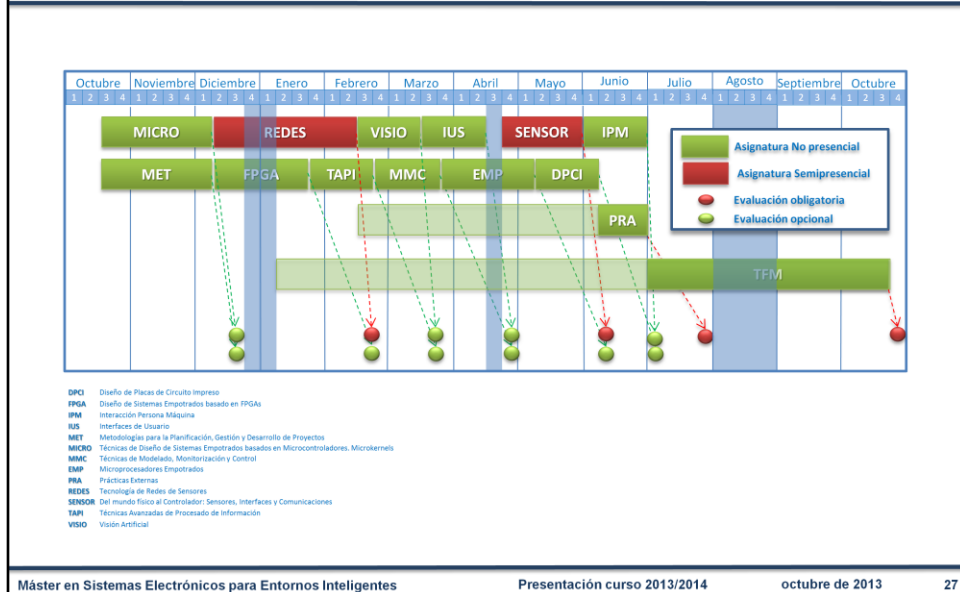 Octubre Noviembre Diciembre Enero Febrero Marzo Abril Mayo Junio Julio Agosto Septiembre Octubre
1 2 3 4 1 2 3 4 1 2 3 4 1 2 3 4 1 2 3 4 1 2 3 4 1 2 3 4 1 2 3 4 1 2 3 4 1 2 3 4 1 2 3 4 1 2 3 4 1 2 3 4
MICRO REDES VISIO IUS SENSOR IPM
MET FPGA TAPI MMC EMP DPCI
PRA
TFM
Asignatura No presencial
Asignatura Semipresencial
Evaluación obligatoria
Evaluación opcional
DPCI Diseño de Placas de Circuito Impreso
FPGA Diseño de Sistemas Empotrados basado en FPGAs
IPM Interacción Persona Máquina
IUS Interfaces de Usuario
MET Metodologías para la Planificación, Gestión y Desarrollo de Proyectos
MICRO Técnicas de Diseño de Sistemas Empotrados basados en Microcontroladores. Microkernels
MMC Técnicas de Modelado, Monitorización y Control
EMP Microprocesadores Empotrados
PRA Prácticas Externas
REDES Tecnología de Redes de Sensores
SENSOR Del mundo físico al Controlador: Sensores, Interfaces y Comunicaciones
TAPI Técnicas Avanzadas de Procesado de Información
VISIO Visión Artificial
Máster en Sistemas Electrónicos para Entornos Inteligentes Presentación curso 2013/2014 octubre de 2013 27